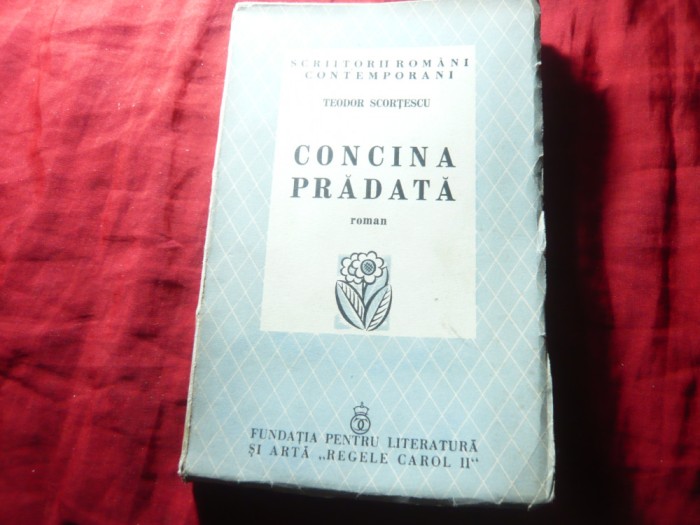 SCRIITORII ROMÂNI
CONTEMPORANI
TEODOR SCORȚESCU
CONCINA
PRĂDATĂ
roman
FUNDAȚIA PENTRU LITERATURĂ
ȘI ARTĂ „REGELE CAROL II“